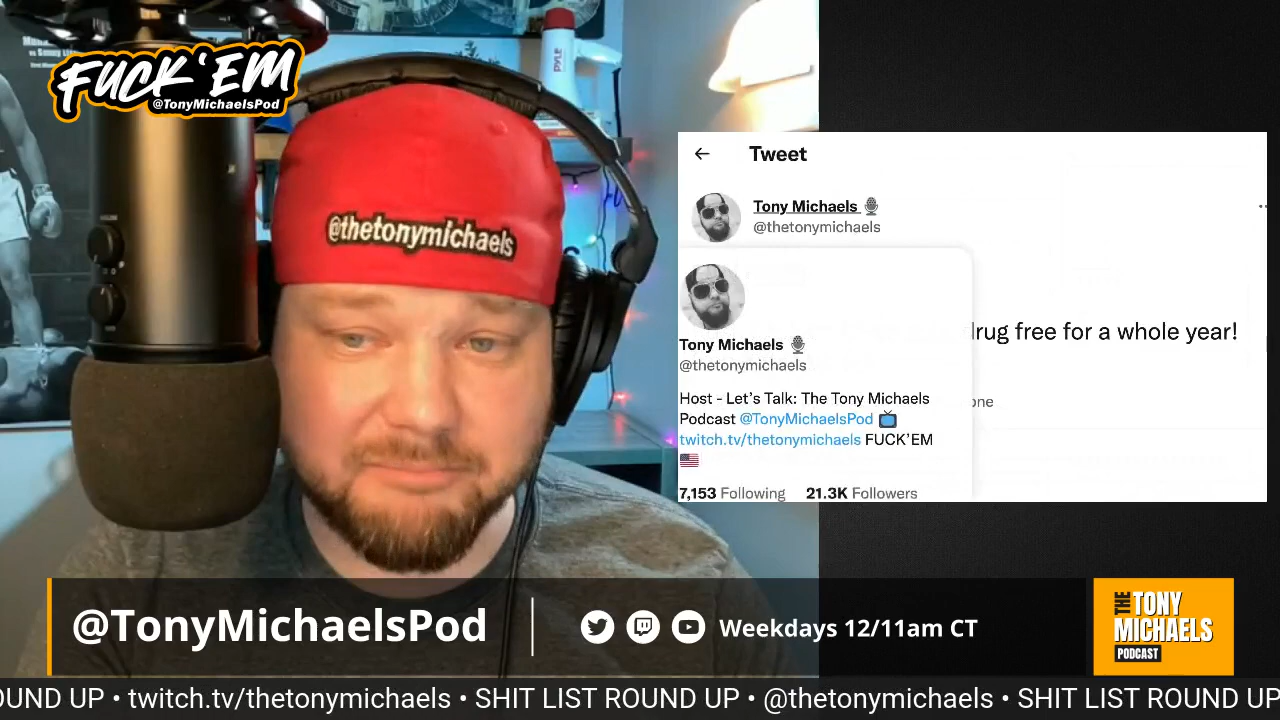 FUCK 'EM
@TonyMichaelsPod
PYLE
@thetonymichaels
Tweet
Tony Michaels
@thetonymichaels
Tony Michaels
@thetonymichaels
drug free for a whole year!
one
Host - Let's Talk: The Tony Michaels
Podcast @TonyMichaelsPod
twitch.tv/thetonymichaels FUCK'EM
7,153 Following 21.3K Followers
@TonyMichaelsPod
Weekdays 12/11am CT
THE TONY MICHAELS
PODCAST
OUND UP • twitch.tv/thetonymichaels • SHIT LIST ROUND UP • @thetonymichaels • SHIT LIST ROUND UP